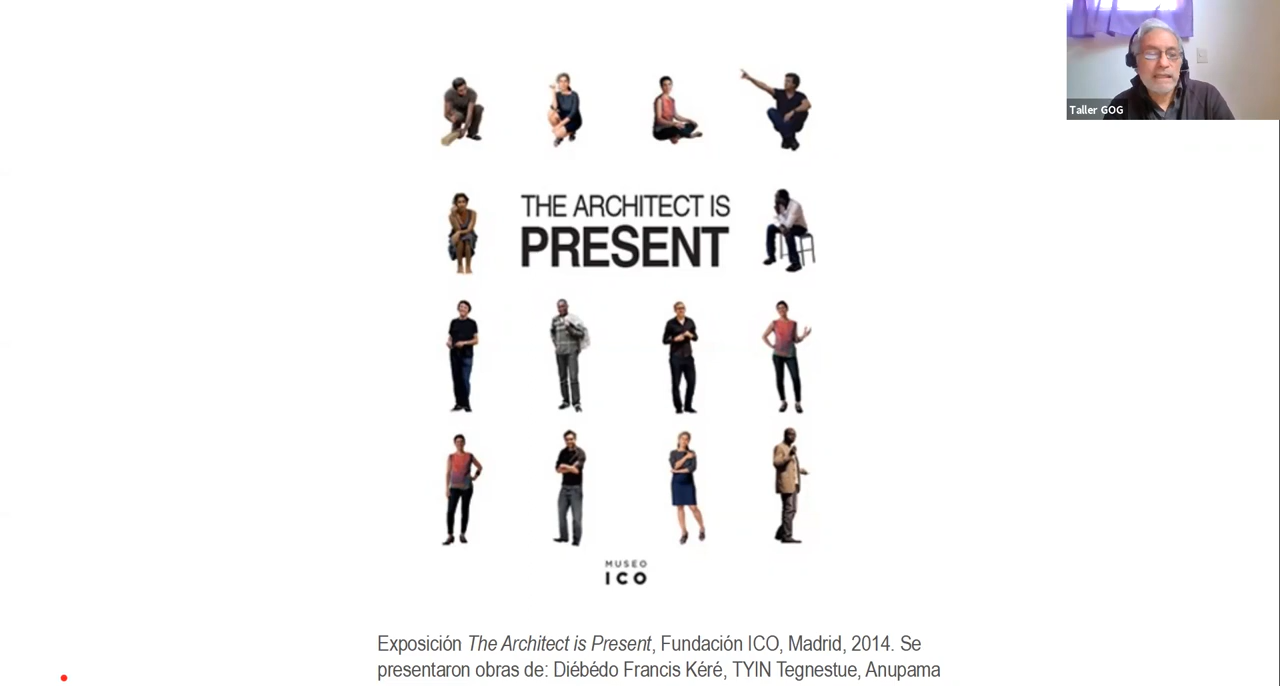 Taller GOG
THE ARCHITECT IS
PRESENT
MUSEO
ICO
Exposición The Architect is Present, Fundación ICO, Madrid, 2014. Se
presentaron obras de: Diébédo Francis Kéré, TYIN Tegnestue, Anupama